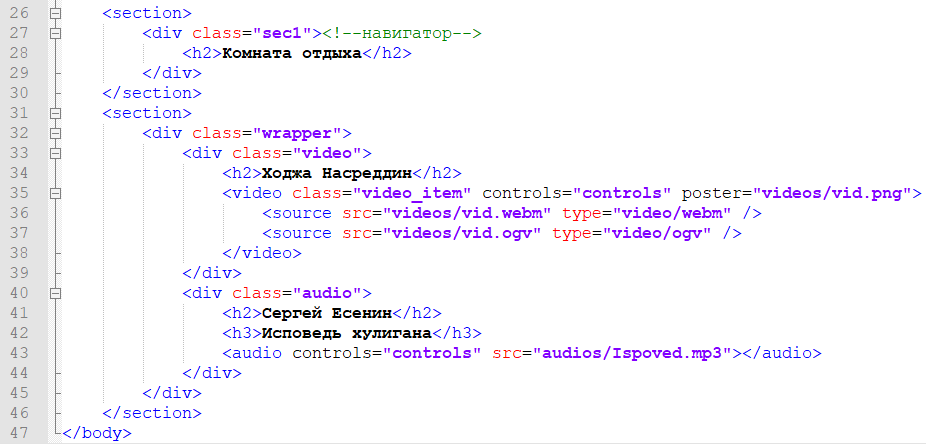 26 <section>
27 <div class="sec1"><!--навигатор-->
28 <h2>Комната отдыха</h2>
29 </div>
30 </section>
31 <section>
32 <div class="wrapper">
33 <div class="video">
34 <h2>Ходжа Насреддин</h2>
35 <video class="video_item" controls="controls" poster="videos/vid.png">
36 <source src="videos/vid.webm" type="video/webm" />
37 <source src="videos/vid.ogv" type="video/ogv" />
38 </video>
39 </div>
40 <div class="audio">
41 <h2>Сергей Есенин</h2>
42 <h3>Исповедь хулигана</h3>
43 <audio controls="controls" src="audios/Ispoved.mp3"></audio>
44 </div>
45 </div>
46 </section>
47 </body>